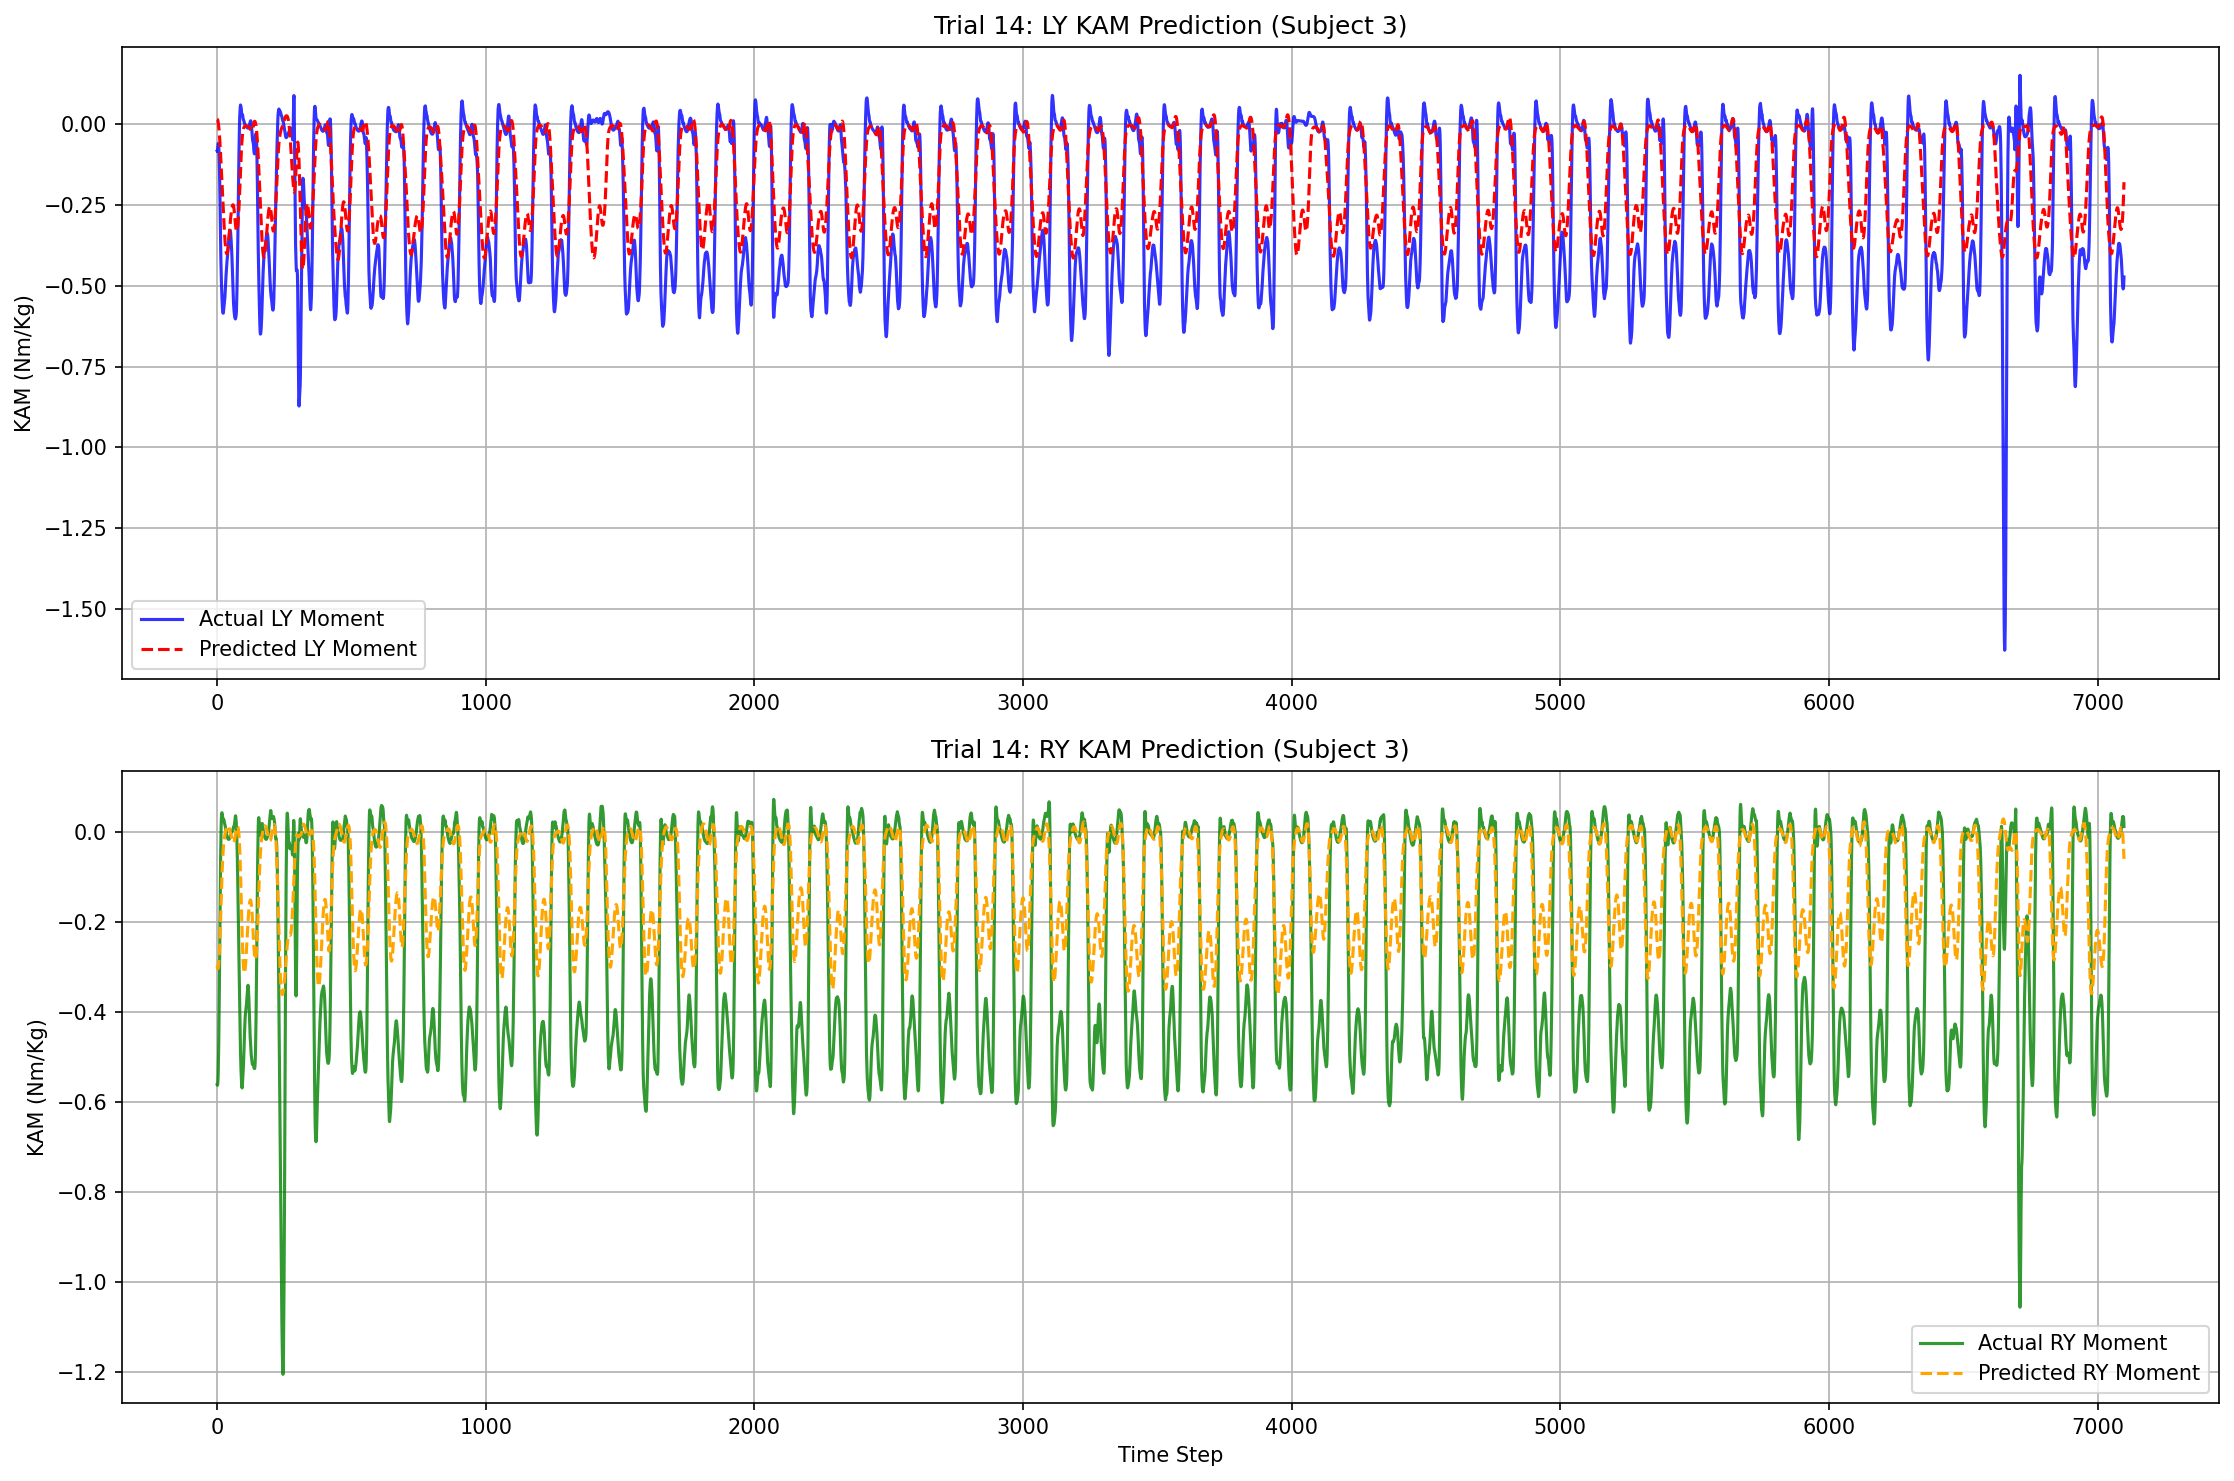 Trial 14: LY KAM Prediction (Subject 3)
KAM (Nm/Kg)
0.00
−0.25
−0.50
−0.75
−1.00
−1.25
−1.50
Actual LY Moment
Predicted LY Moment
0 1000 2000 3000 4000 5000 6000 7000
Trial 14: RY KAM Prediction (Subject 3)
KAM (Nm/Kg)
0.0
−0.2
−0.4
−0.6
−0.8
−1.0
−1.2
Actual RY Moment
Predicted RY Moment
0 1000 2000 3000 4000 5000 6000 7000
Time Step